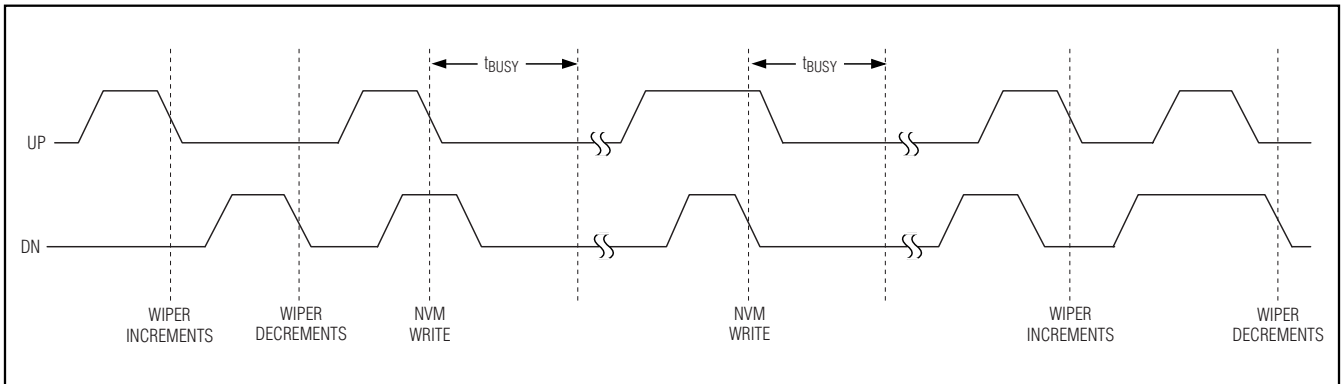 tBUSY
tBUSY
UP
DN
WIPER
INCREMENTS
WIPER
DECREMENTS
NVM
WRITE
NVM
WRITE
WIPER
INCREMENTS
WIPER
DECREMENTS